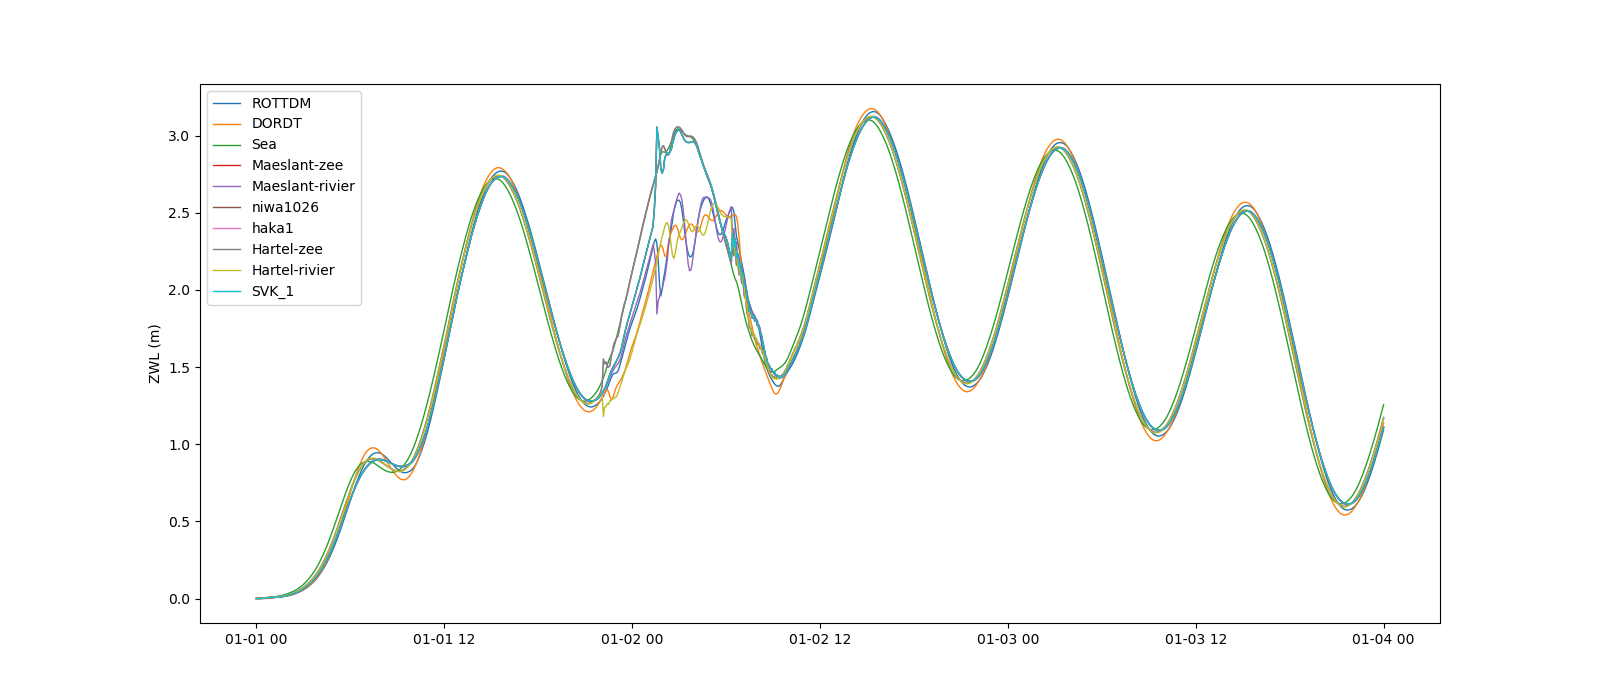 ROTTDM
DORDT
Sea
Maeslant-zee
Maeslant-rivier
niwa1026
haka1
Hartel-zee
Hartel-rivier
SVK_1
ZWL (m)
3.0
2.5
2.0
1.5
1.0
0.5
0.0
01-01 00
01-01 12
01-02 00
01-02 12
01-03 00
01-03 12
01-04 00